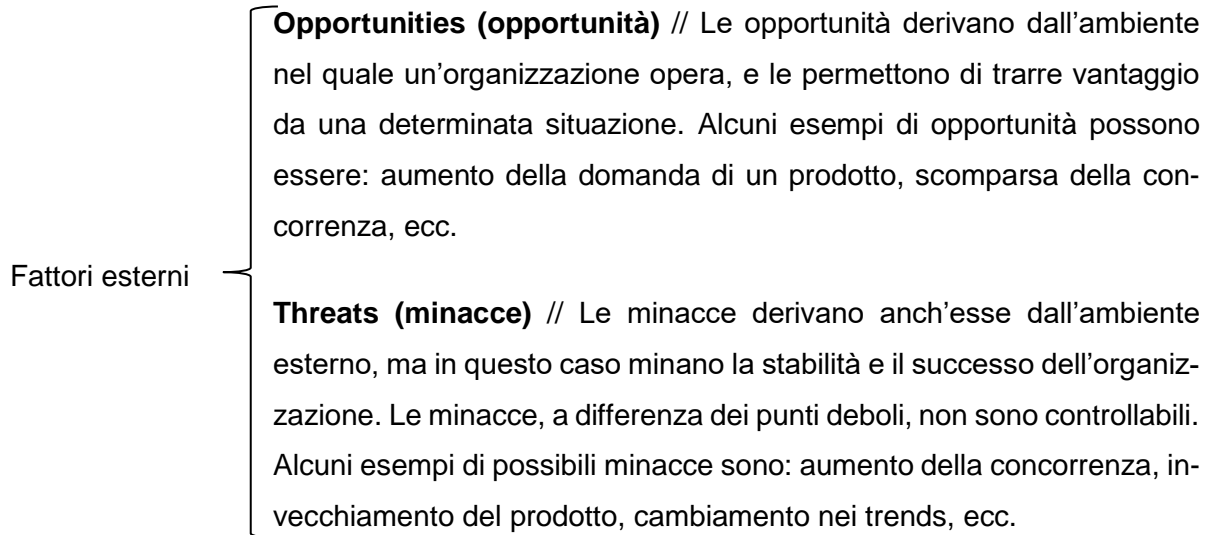 Opportunities (opportunità) // Le opportunità derivano dall’ambiente
nel quale un’organizzazione opera, e le permettono di trarre vantaggio
da una determinata situazione. Alcuni esempi di opportunità possono
essere: aumento della domanda di un prodotto, scomparsa della con-
correnza, ecc.
Fattori esterni
Threats (minacce) // Le minacce derivano anch’esse dall’ambiente
esterno, ma in questo caso minano la stabilità e il successo dell’organiz-
zazione. Le minacce, a differenza dei punti deboli, non sono controllabili.
Alcuni esempi di possibili minacce sono: aumento della concorrenza, in-
vecchiamento del prodotto, cambiamento nei trends, ecc.